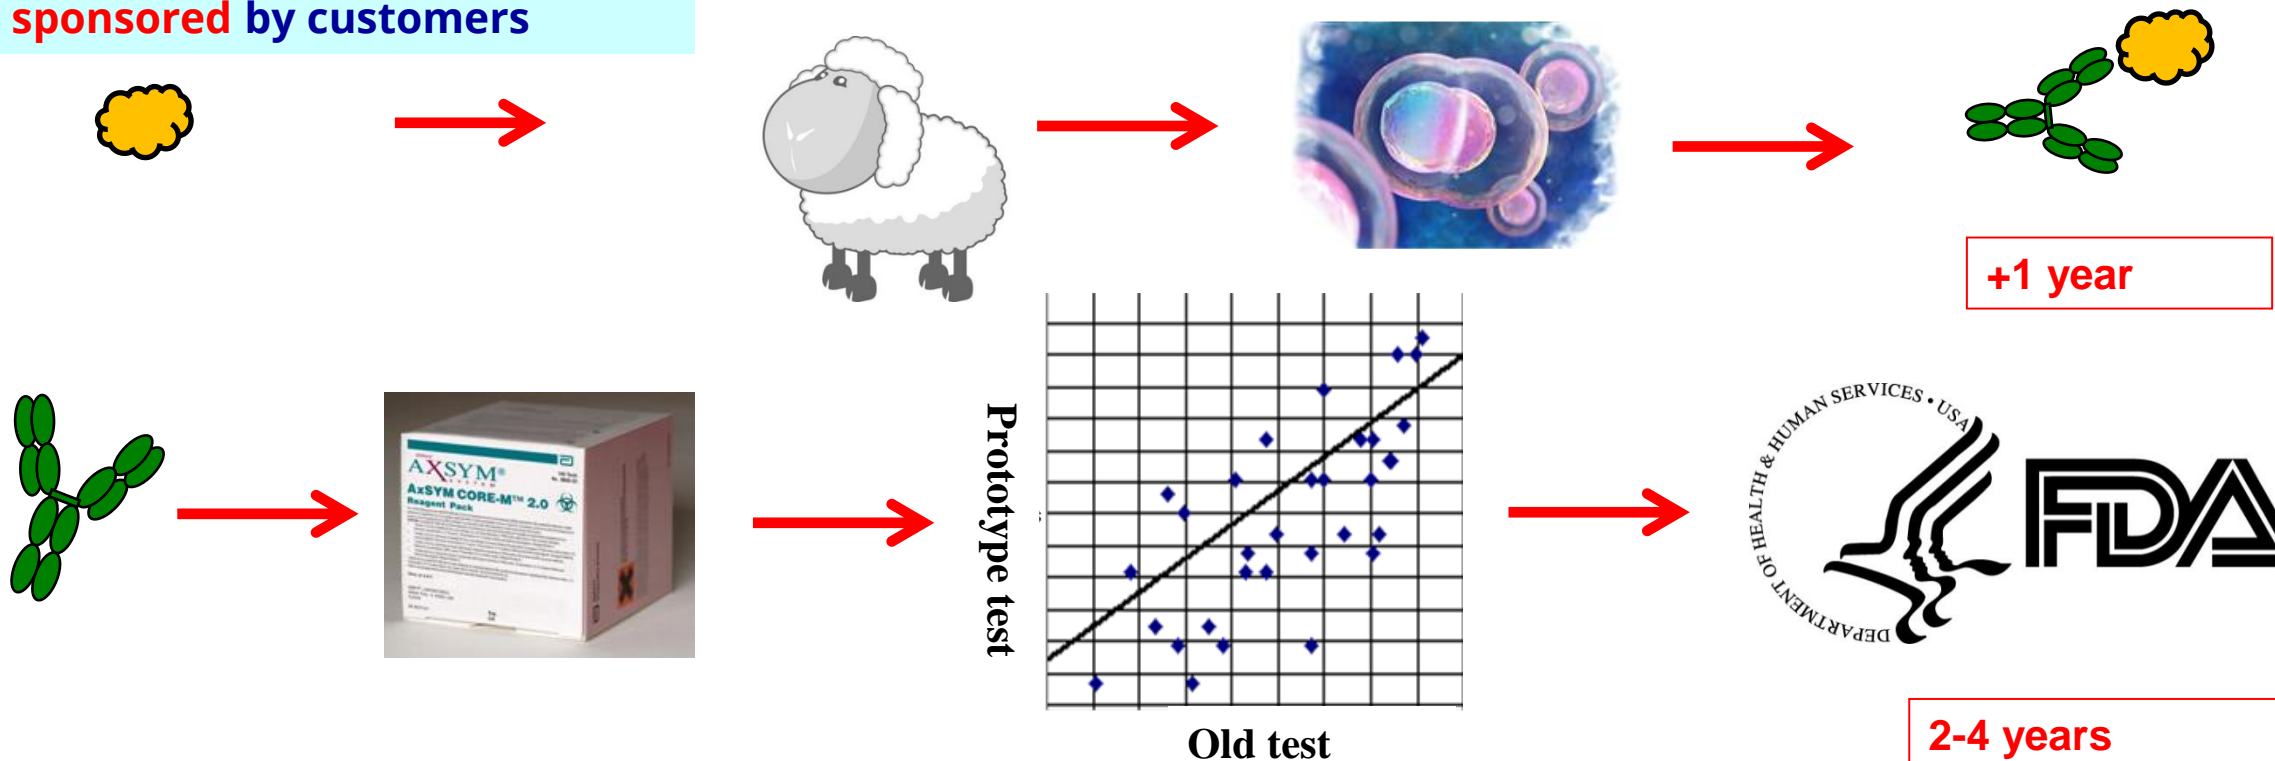 sponsored by customers
+1 year
AXSYM®
SYSTEM
AxSYM CORE-M™ 2.0
Reagent Pack
Prototype test
Old test
DEPARTMENT OF HEALTH & HUMAN SERVICES • USA
FDA
2-4 years